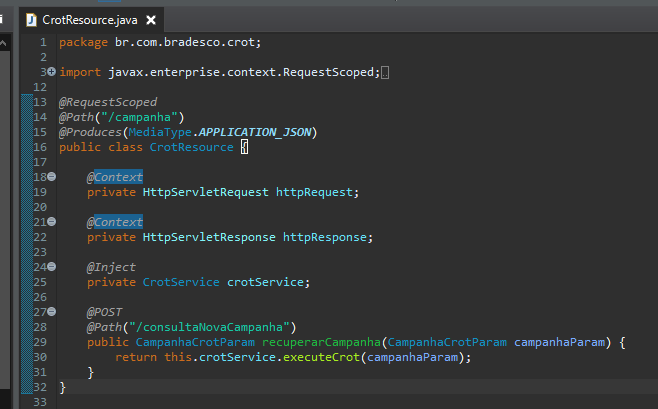 CrotResource.java
1 package br.com.bradesco.crot;
2
3 import javax.enterprise.context.RequestScoped;
12
13 @RequestScoped
14 @Path("/campanha")
15 @Produces(MediaType.APPLICATION_JSON)
16 public class CrotResource {
17
18 @Context
19 private HttpServletRequest httpRequest;
20
21 @Context
22 private HttpServletResponse httpResponse;
23
24 @Inject
25 private CrotService crotService;
26
27 @POST
28 @Path("/consultaNovaCampanha")
29 public CampanhaCrotParam recuperarCampanha(CampanhaCrotParam campanhaParam) {
30 return this.crotService.executeCrot(campanhaParam);
31 }
32 }
33